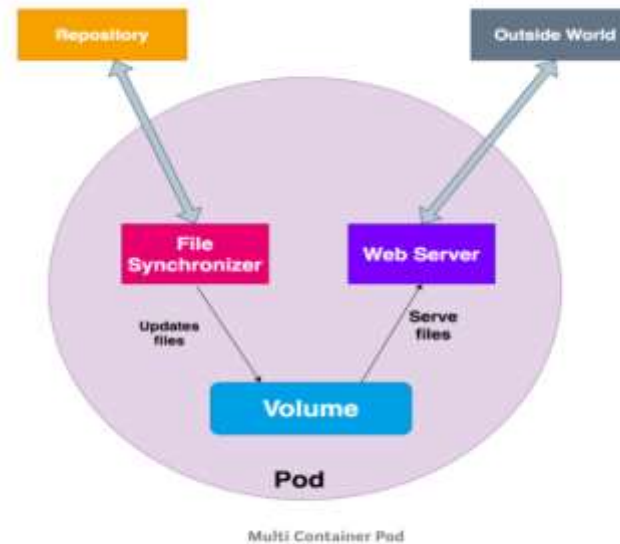 Repository
Outside World
File
Synchronizer
Web Server
Updates
files
Serve
files
Volume
Pod
Multi Container Pod